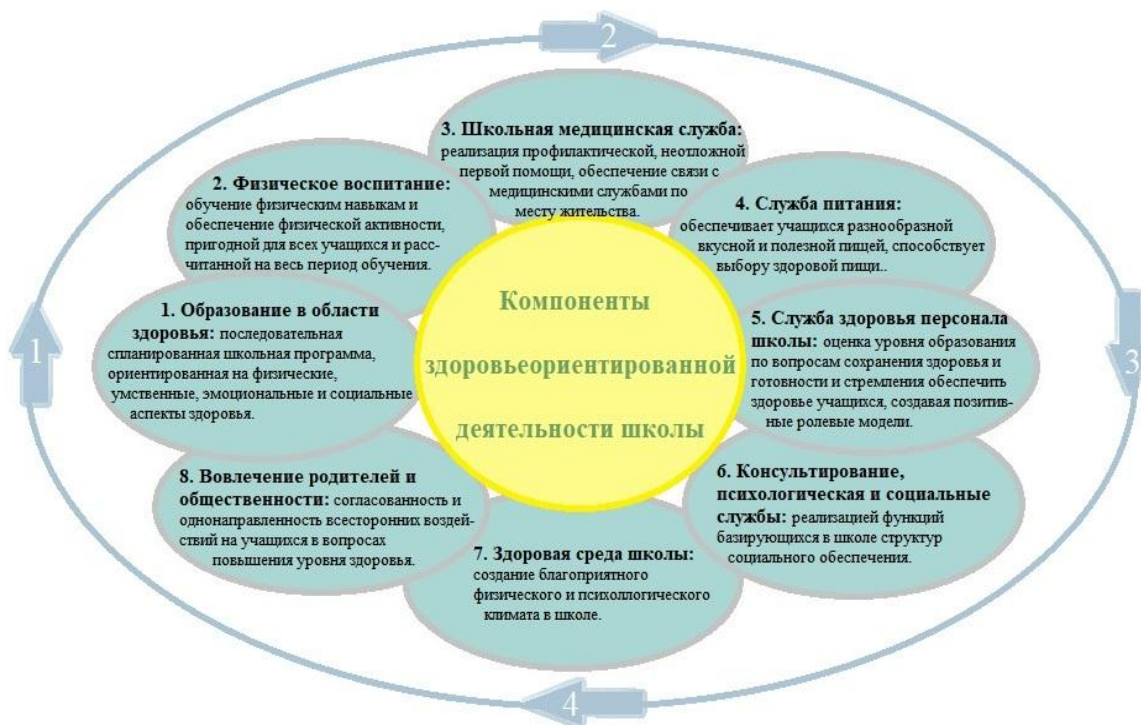 2
3. Школьная медицинская служба:
реализация профилактической, неотложной
первой помощи, обеспечение связи с
медицинскими службами по
месту жительства.
2. Физическое воспитание:
обучение физическим навыкам и
обеспечение физической активности,
пригодной для всех учащихся и расс-
читанной на весь период обучения.
4. Служба питания:
обеспечивает учащихся разнообразной
вкусной и полезной пищей, способствует
выбору здоровой пищи..
1
1. Образование в области
здоровья: последовательная
спланированная школьная программа,
ориентированная на физические,
умственные, эмоциональные и социальные
аспекты здоровья.
Компоненты
здоровьеориентированной
деятельности школы
5. Служба здоровья персонала
школы: оценка уровня образования
по вопросам сохранения здоровья и
готовности и стремления обеспечить
здоровье учащихся, создавая позитив-
ные ролевые модели.
3
8. Вовлечение родителей и
общественности: согласованность и
однонаправленность всесторонних воздей-
ствий на учащихся в вопросах
повышения уровня здоровья.
7. Здоровая среда школы:
создание благоприятного
физического и психоллогического
климата в школе.
6. Консультирование,
психологическая и социальные
службы: реализацией функций
базирующихся в школе структур
социального обеспечения.
4